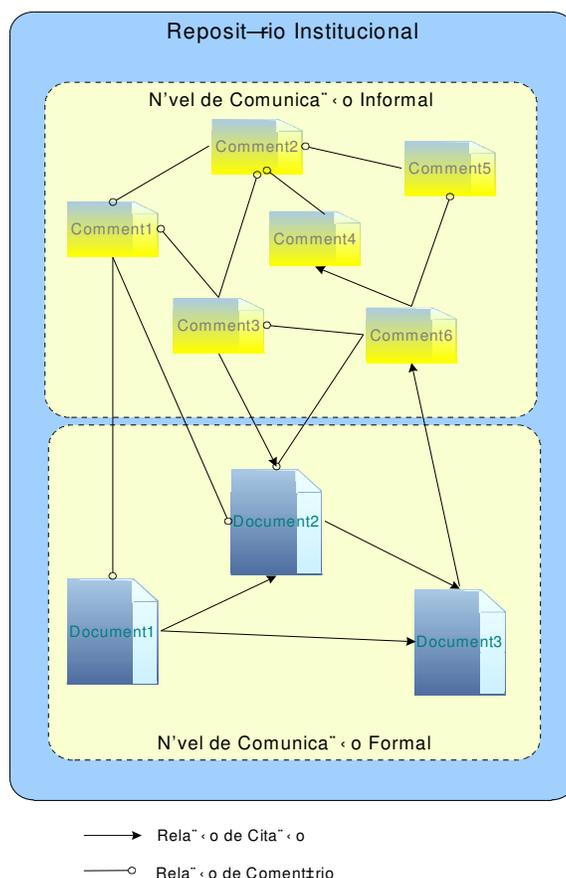 Reposit—rio Institucional
N'vel de Comunica¨‹o Informal
Comment2
Comment5
Comment1
Comment4
Comment3
Comment6
Document2
Document1
Document3
N'vel de Comunica¨‹o Formal
Rela¨‹o de Cita¨‹o
Rela¨‹o de Coment‡rio